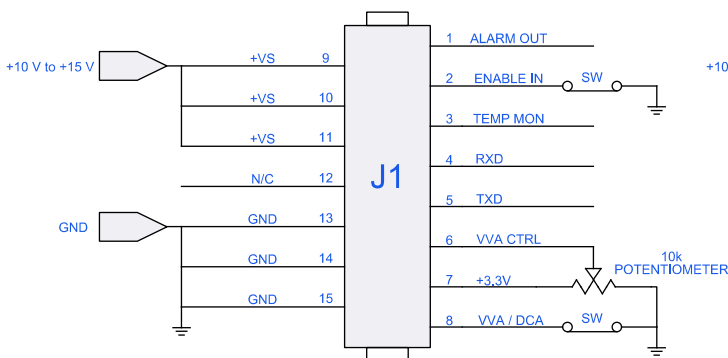 1 ALARM OUT
+10 V to +15 V +VS 9 +10
2 ENABLE IN SW
+VS 10
3 TEMP MON
+VS 11
J1
4 RXD
N/C 12
5 TXD
GND GND 13
6 VVA CTRL
10k
POTENTIOMETER
GND 14
7 +3.3V
GND 15
8 VVA / DCA SW